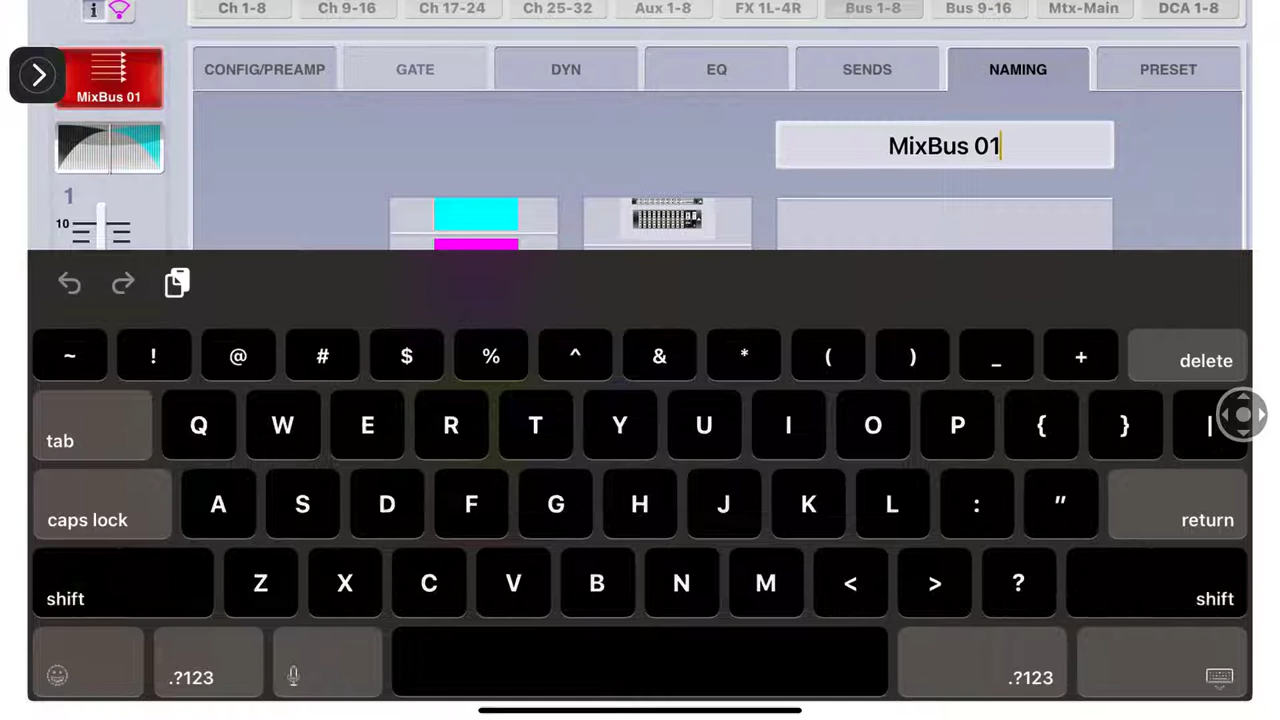 i Ch 1-8 Ch 9-16 Ch 17-24 Ch 25-32 Aux 1-8 FX 1L-4R Bus 1-8 Bus 9-16 Mtx-Main DCA 1-8
CONFIG/PREAMP GATE DYN EQ SENDS NAMING PRESET
MixBus 01
MixBus 01
1
10
~ ! @ # $ % ^ & * ( ) _ + delete
tab Q W E R T Y U I O P { } |
caps lock A S D F G H J K L : " return
shift Z X C V B N M < > ? shift
.?123 .?123